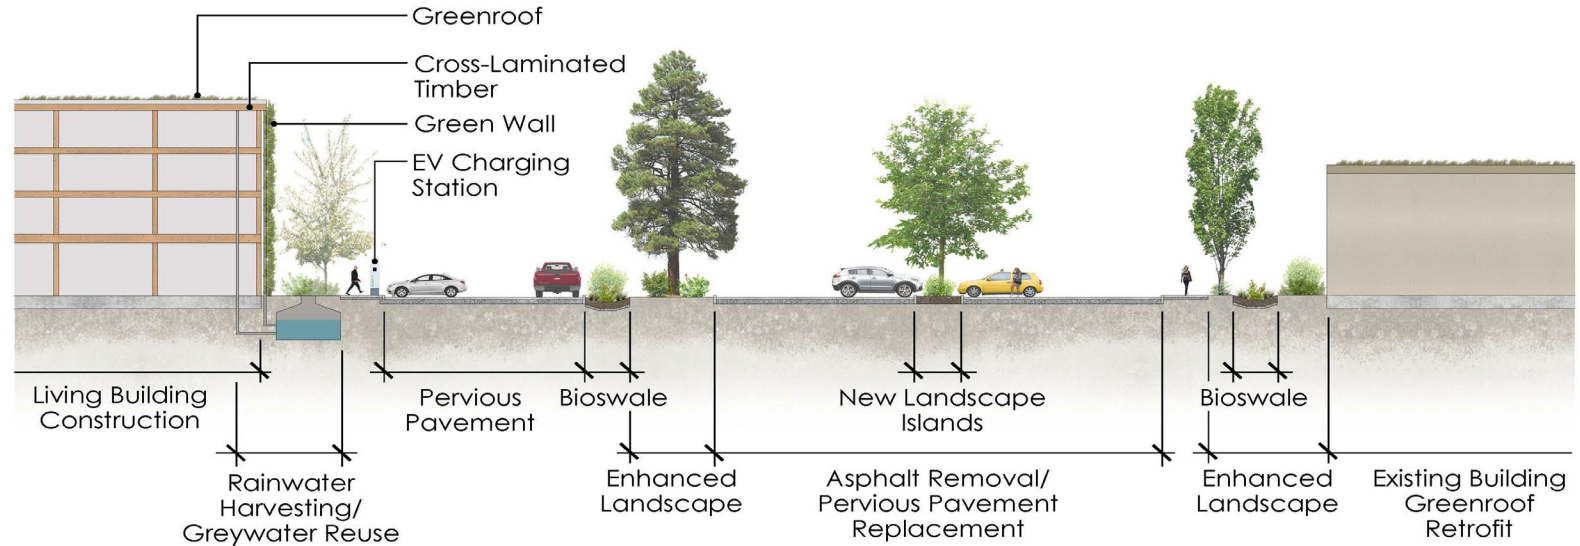 Greenroof
Cross-Laminated
Timber
Green Wall
EV Charging
Station
Living Building
Construction
Pervious
Pavement
Bioswale
New Landscape
Islands
Bioswale
Rainwater
Harvesting/
Greywater Reuse
Enhanced
Landscape
Asphalt Removal/
Pervious Pavement
Replacement
Enhanced
Landscape
Existing Building
Greenroof
Retrofit